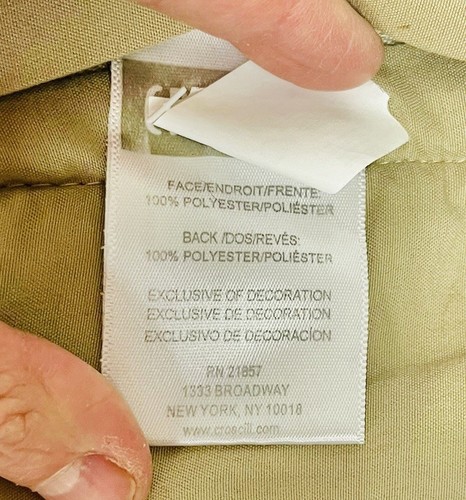 FACE/ENDROIT/FRENTE:
100% POLYESTER/POLIÉSTER
BACK /DOS/REVÉS:
100% POLYESTER/POLIÉSTER
EXCLUSIVE OF DECORATION
EXCLUSIVE DE DECORATION
EXCLUSIVO DE DECORACÍON
RN 21857
1333 BROADWAY
NEW YORK, NY 10018
www.croscill.com